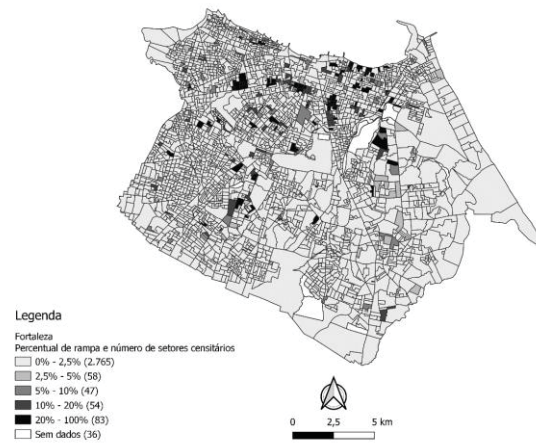 Legenda
Fortaleza
Percentual de rampa e número de setores censitários
0% - 2,5% (2.765)
2,5% - 5% (58)
5% - 10% (47)
10% - 20% (54)
20% - 100% (83)
Sem dados (36)
0 2,5 5 km